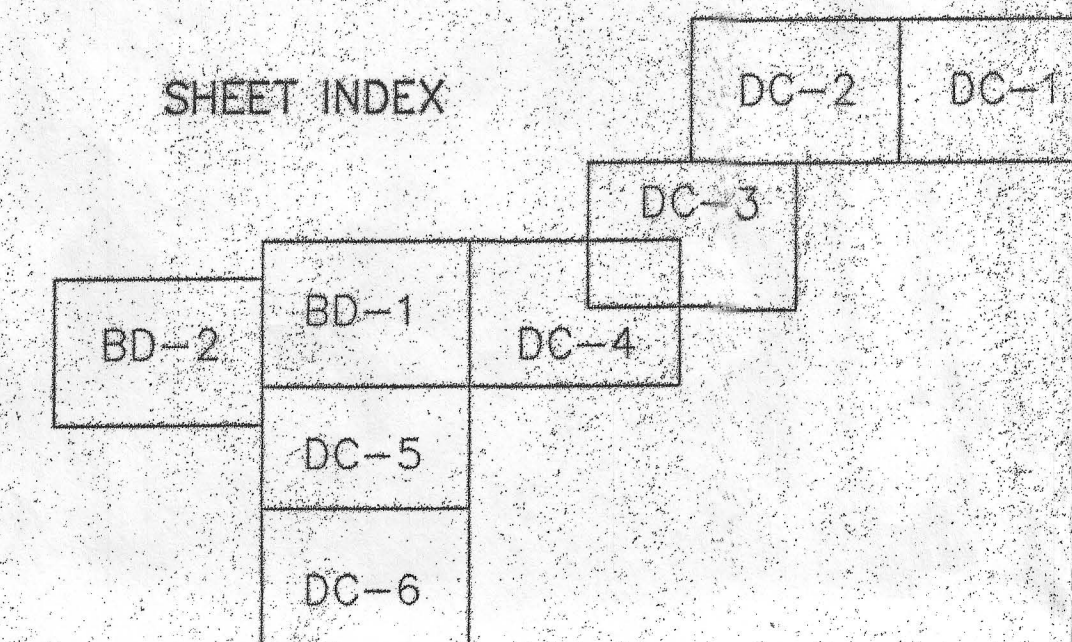 SHEET INDEX
DC-2
DC-1
DC-3
BD-1
BD-2
DC-4
DC-5
DC-6